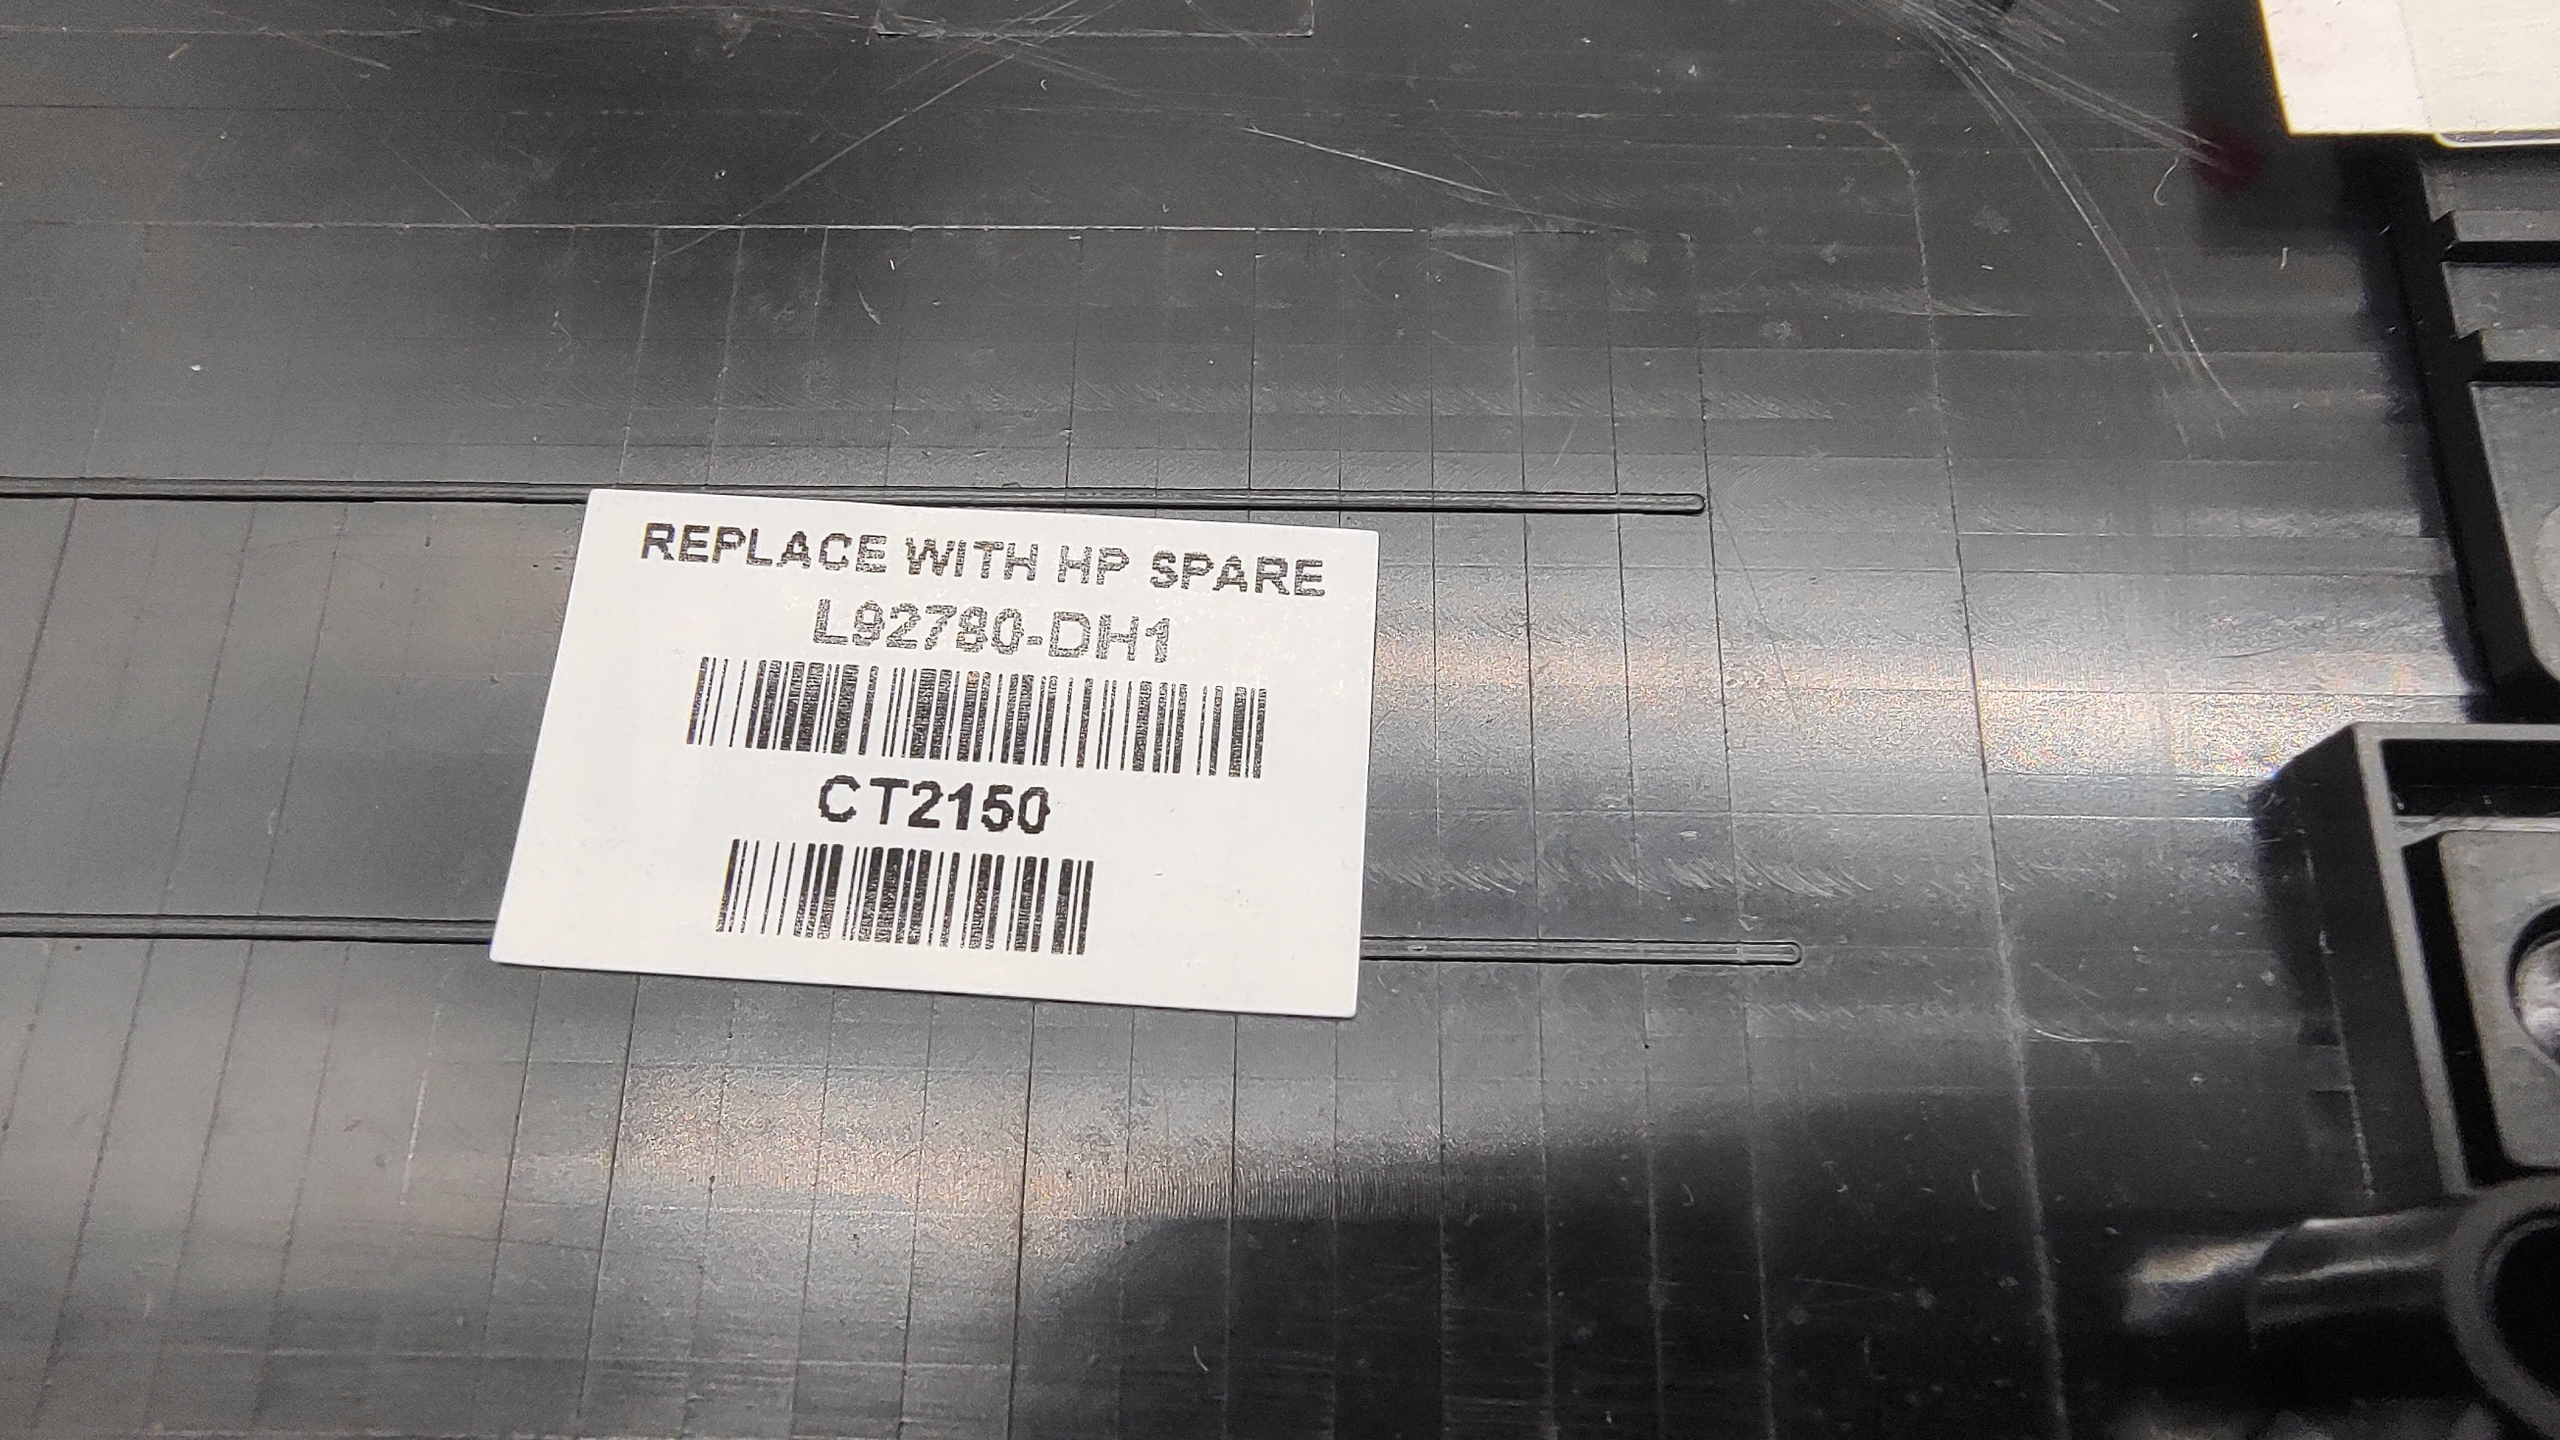 REPLACE WITH HP SPARE
L92780-DH1
CT2150